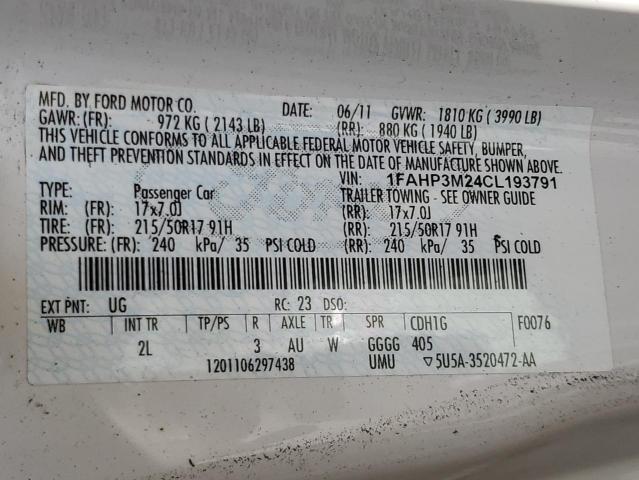 MFD. BY FORD MOTOR CO. DATE: 06/11 GVWR: 1810 KG ( 3990 LB)
GAWR: (FR): 972 KG ( 2143 LB) (RR): 880 KG ( 1940 LB)
THIS VEHICLE CONFORMS TO ALL APPLICABLE FEDERAL MOTOR VEHICLE SAFETY, BUMPER,
AND THEFT PREVENTION STANDARDS IN EFFECT ON THE DATE OF MANUFACTURE SHOWN ABOVE.
VIN: 1FAHP3M24CL193791
TYPE: Passenger Car TRAILER TOWING - SEE OWNER GUIDE
RIM: (FR): 17x7.0J (RR): 17x7.0J
TIRE: (FR): 215/50R17 91H (RR): 215/50R17 91H
PRESSURE: (FR): 240 kPa/ 35 PSI COLD (RR): 240 kPa/ 35 PSI COLD
EXT PNT: UG RC: 23 DSO:
WB INT TR TP/PS R AXLE TR SPR CDH1G F0076
2L 3 AU W GGGG 405
1201106297438 UMU ▽5U5A-3520472-AA